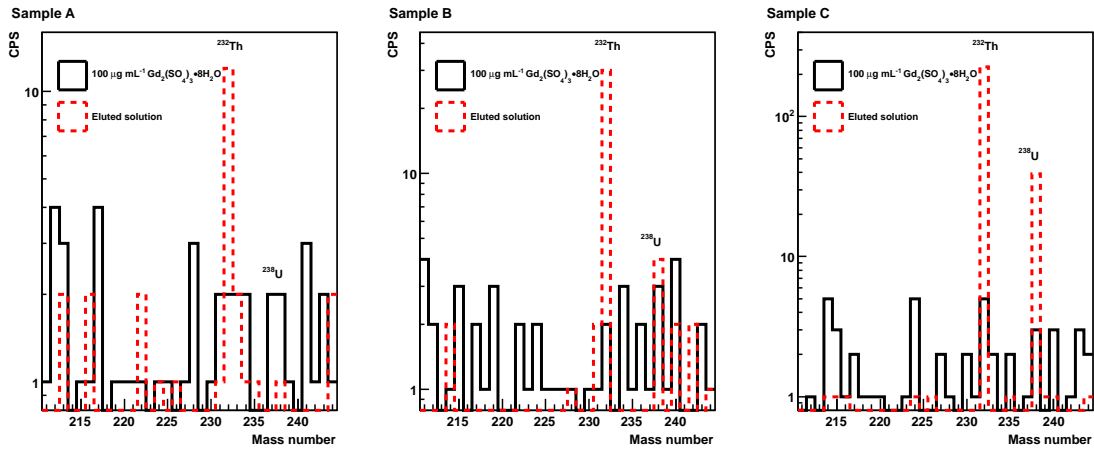 Sample A
CPS
²³²Th
100 μg mL⁻¹ Gd₂(SO₄)₃•8H₂O
10
Eluted solution
²³⁸U
1
215 220 225 230 235 240
Mass number
Sample B
CPS
²³²Th
100 μg mL⁻¹ Gd₂(SO₄)₃•8H₂O
Eluted solution
10
²³⁸U
1
215 220 225 230 235 240
Mass number
Sample C
CPS
²³²Th
100 μg mL⁻¹ Gd₂(SO₄)₃•8H₂O
10²
Eluted solution
²³⁸U
10
1
215 220 225 230 235 240
Mass number